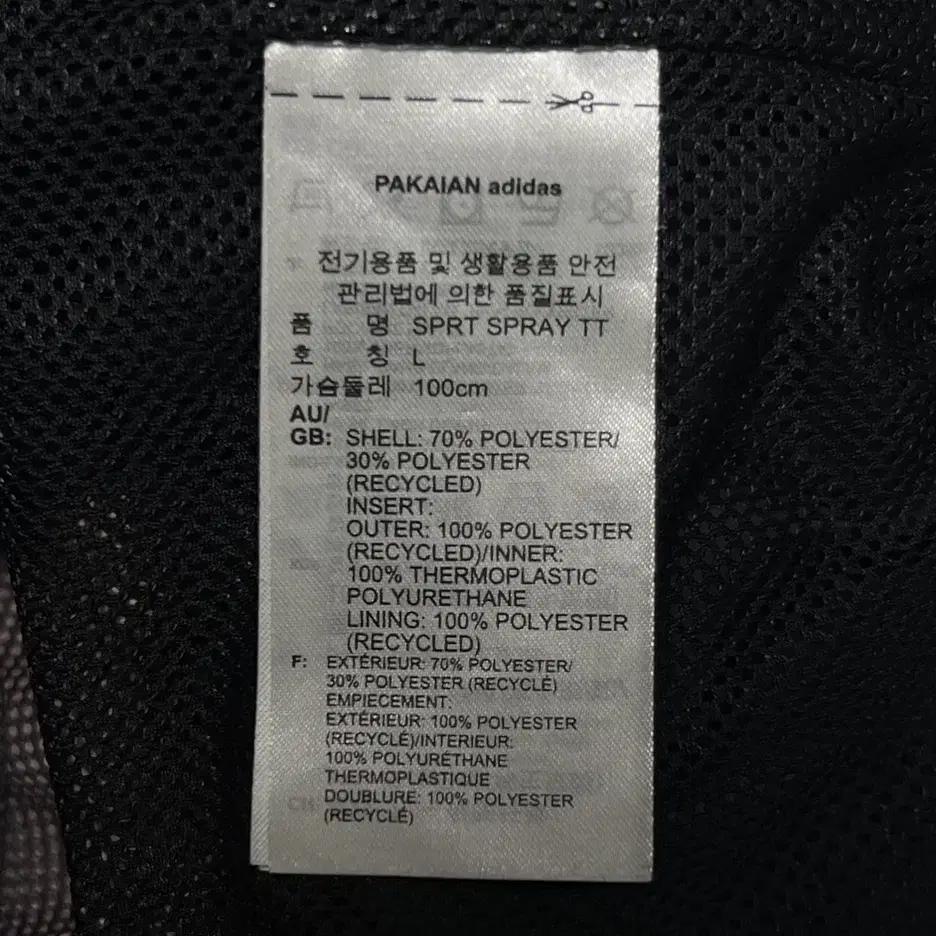 PAKAIAN adidas
전기용품 및 생활용품 안전
관리법에 의한 품질표시
품 명 SPRT SPRAY TT
호 칭 L
가슴둘레 100cm
AU/
GB: SHELL: 70% POLYESTER/
30% POLYESTER
(RECYCLED)
INSERT:
OUTER: 100% POLYESTER
(RECYCLED)/INNER:
100% THERMOPLASTIC
POLYURETHANE
LINING: 100% POLYESTER
(RECYCLED)
F: EXTÉRIEUR: 70% POLYESTER/
30% POLYESTER (RECYCLÉ)
EMPIECEMENT:
EXTÉRIEUR: 100% POLYESTER
(RECYCLÉ)/INTERIEUR:
100% POLYURÉTHANE
THERMOPLASTIQUE
DOUBLURE: 100% POLYESTER
(RECYCLÉ)